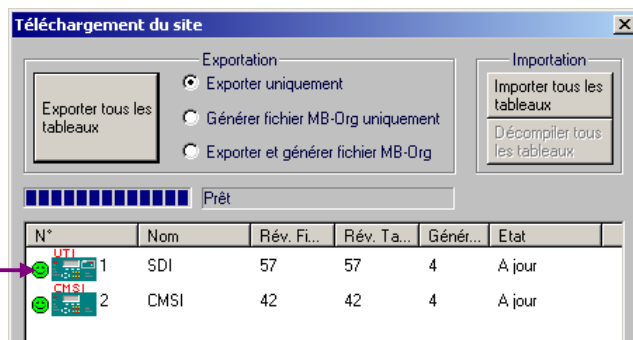 Téléchargement du site
Exportation
Exporter tous les tableaux
Exporter uniquement
Générer fichier MB-Org uniquement
Exporter et générer fichier MB-Org
Importation
Importer tous les tableaux
Décompiler tous les tableaux
Prêt
N° Nom Rév. Fi... Rév. Ta... Génér... Etat
UTI 1 SDI 57 57 4 A jour
CMSI 2 CMSI 42 42 4 A jour